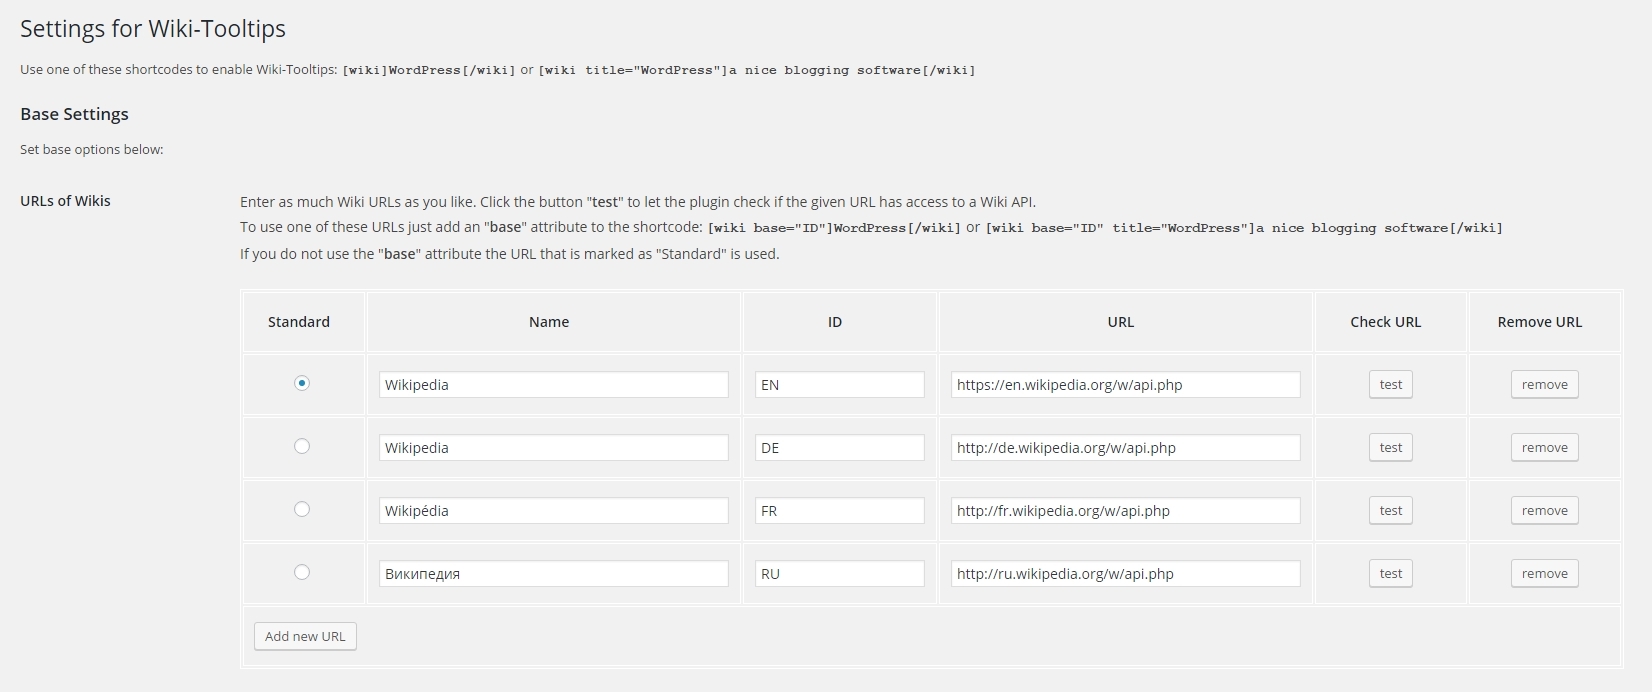 Settings for Wiki-Tooltips
Use one of these shortcodes to enable Wiki-Tooltips: [wiki]WordPress[/wiki] or [wiki title="WordPress"]a nice blogging software[/wiki]
Base Settings
Set base options below:
URLs of Wikis
Enter as much Wiki URLs as you like. Click the button "test" to let the plugin check if the given URL has access to a Wiki API.
To use one of these URLs just add an "base" attribute to the shortcode: [wiki base="ID"]WordPress[/wiki] or [wiki base="ID" title="WordPress"]a nice blogging software[/wiki]
If you do not use the "base" attribute the URL that is marked as "Standard" is used.
Standard Name ID URL Check URL Remove URL
Wikipedia EN https://en.wikipedia.org/w/api.php test remove
Wikipedia DE http://de.wikipedia.org/w/api.php test remove
Wikipédia FR http://fr.wikipedia.org/w/api.php test remove
Википедия RU http://ru.wikipedia.org/w/api.php test remove
Add new URL